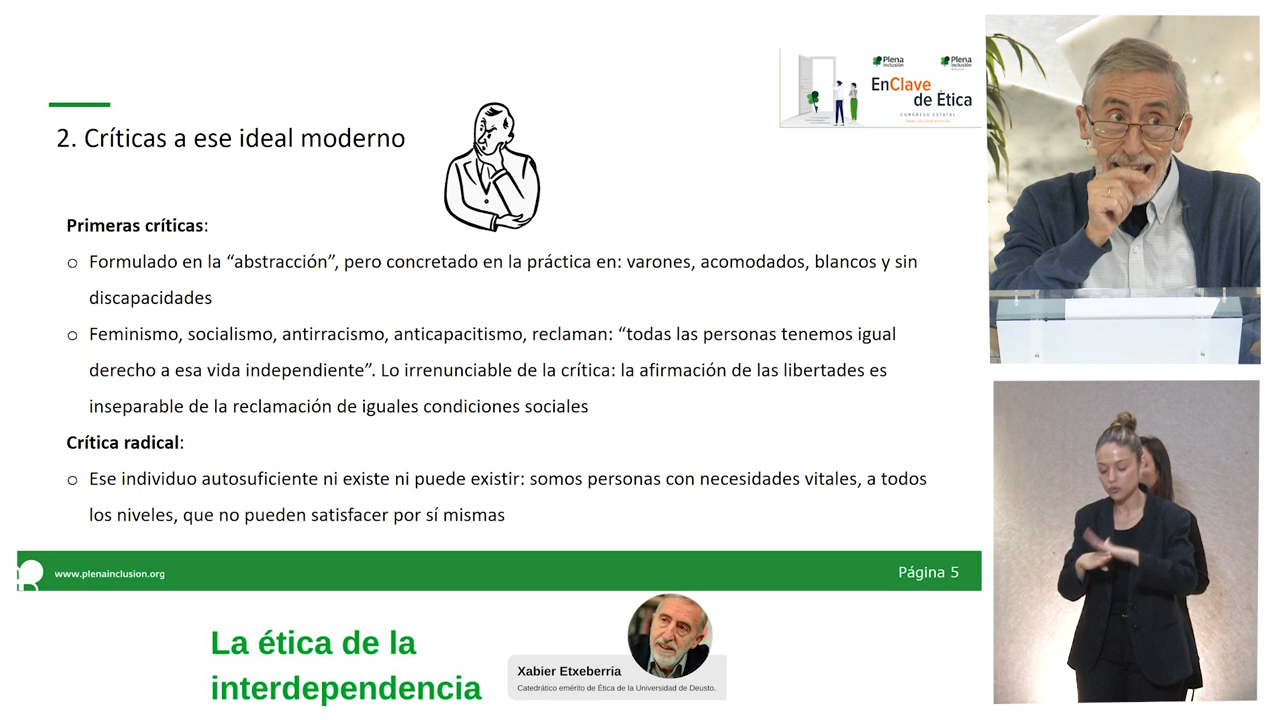 Plena
inclusión
Plena
inclusión
EnClave
de Ética
CONGRESO ESTATAL
2. Críticas a ese ideal moderno
Primeras críticas:
○ Formulado en la “abstracción”, pero concretado en la práctica en: varones, acomodados, blancos y sin
discapacidades
○ Feminismo, socialismo, antirracismo, anticapacitismo, reclaman: “todas las personas tenemos igual
derecho a esa vida independiente”. Lo irrenunciable de la crítica: la afirmación de las libertades es
inseparable de la reclamación de iguales condiciones sociales
Crítica radical:
○ Ese individuo autosuficiente ni existe ni puede existir: somos personas con necesidades vitales, a todos
los niveles, que no pueden satisfacer por sí mismas
www.plenainclusion.org
Página 5
La ética de la
interdependencia
Xabier Etxeberria
Catedrático emérito de Ética de la Universidad de Deusto.